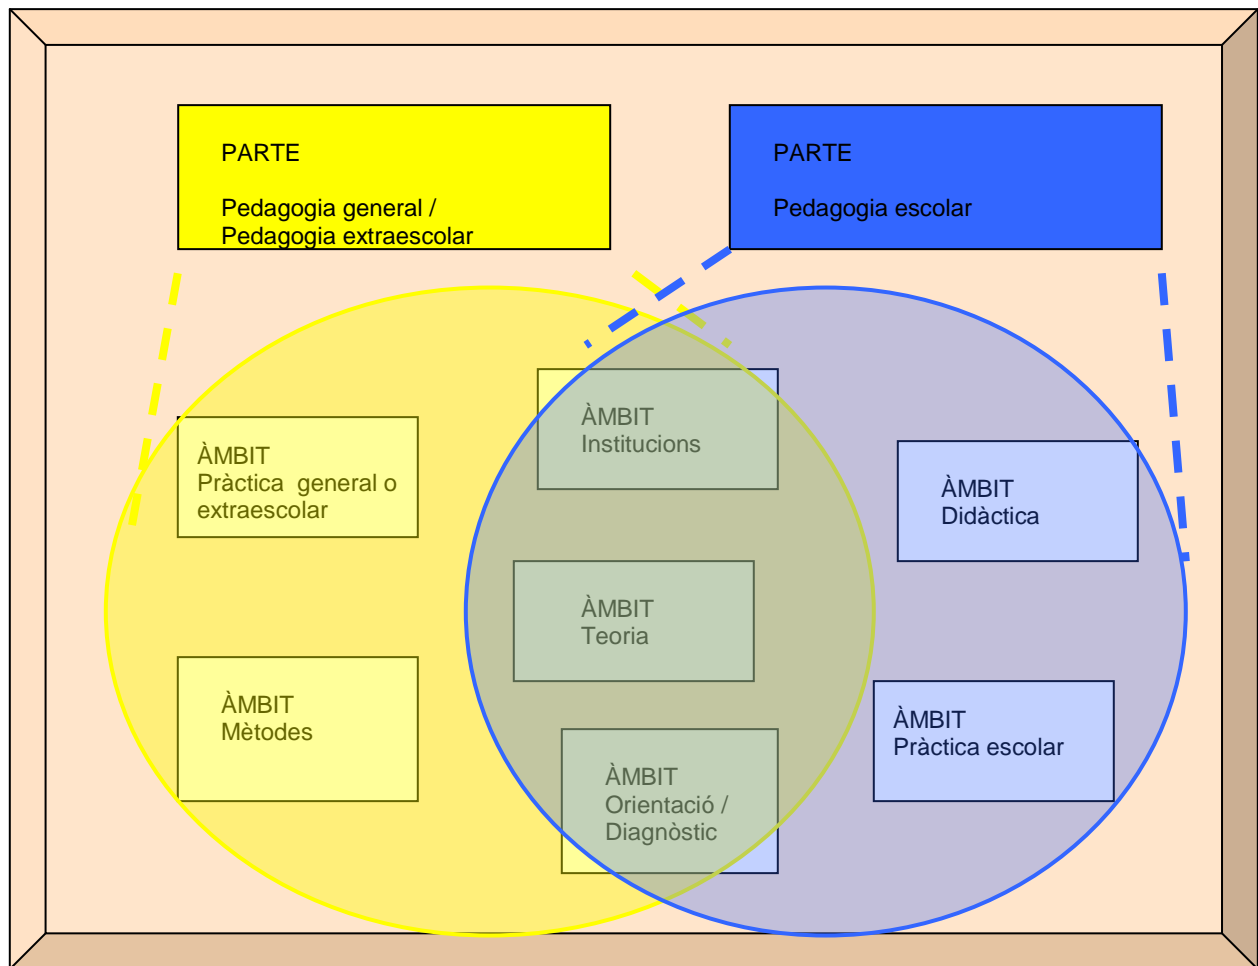 PARTE
Pedagogia general /
Pedagogia extraescolar
PARTE
Pedagogia escolar
ÀMBIT
Institucions
ÀMBIT
Pràctica  general o
extraescolar
ÀMBIT
Didàctica
ÀMBIT
Teoria
ÀMBIT
Mètodes
ÀMBIT
Pràctica escolar
ÀMBIT
Orientació /
Diagnòstic